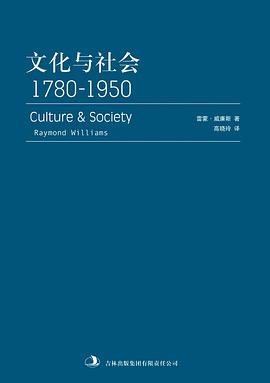 文化与社会
1780-1950
Culture & Society
Raymond Williams
雷蒙·威廉斯 著
高晓玲 译
吉林出版集团有限责任公司